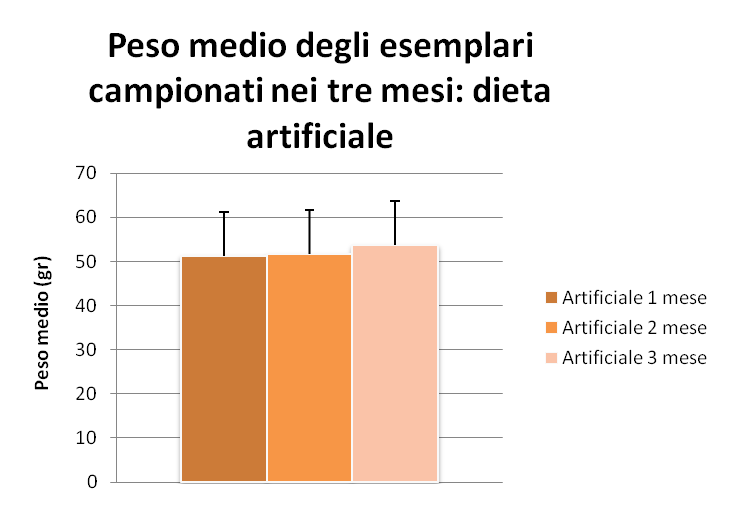 Peso medio degli esemplari
campionati nei tre mesi: dieta
artificiale
70
60
50
40
30
20
10
0
Peso medio (gr)
Artificiale 1 mese
Artificiale 2 mese
Artificiale 3 mese